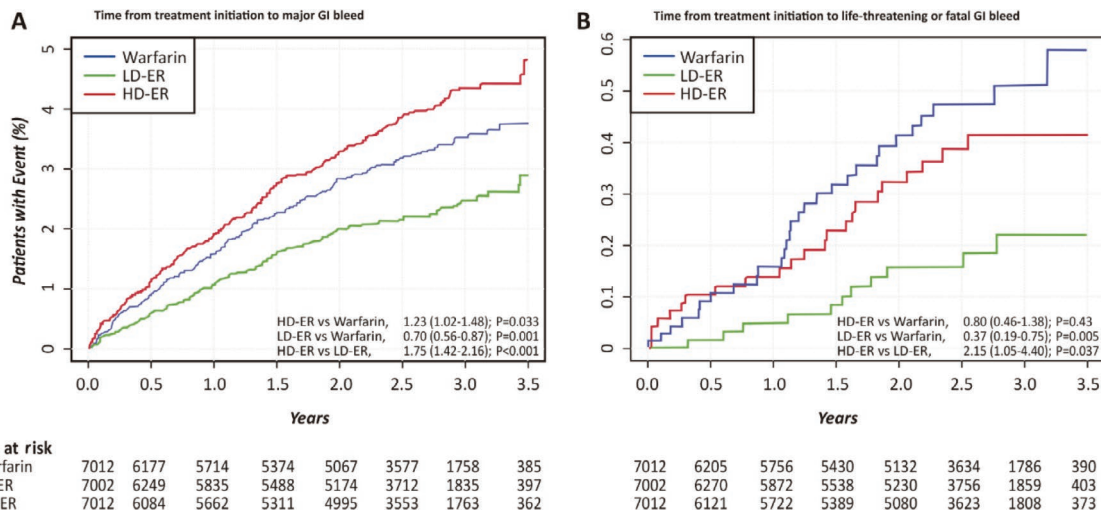 A
Time from treatment initiation to major GI bleed
Patients with Event (%)
5
4
3
2
1
0
Warfarin
LD-ER
HD-ER
HD-ER vs Warfarin, 1.23 (1.02-1.48); P=0.033
LD-ER vs Warfarin, 0.70 (0.56-0.87); P=0.001
HD-ER vs LD-ER, 1.75 (1.42-2.16); P<0.001
0.0 0.5 1.0 1.5 2.0 2.5 3.0 3.5
Years
B
Time from treatment initiation to life-threatening or fatal GI bleed
0.6
0.5
0.4
0.3
0.2
0.1
0
Warfarin
LD-ER
HD-ER
HD-ER vs Warfarin, 0.80 (0.46-1.38); P=0.43
LD-ER vs Warfarin, 0.37 (0.19-0.75); P=0.005
HD-ER vs LD-ER, 2.15 (1.05-4.40); P=0.037
0.0 0.5 1.0 1.5 2.0 2.5 3.0 3.5
Years
at risk
rfarin 7012 6177 5714 5374 5067 3577 1758 385 7012 6205 5756 5430 5132 3634 1786 390
ER 7002 6249 5835 5488 5174 3712 1835 397 7002 6270 5872 5538 5230 3756 1859 403
ER 7012 6084 5662 5311 4995 3553 1763 362 7012 6121 5722 5389 5080 3623 1808 373